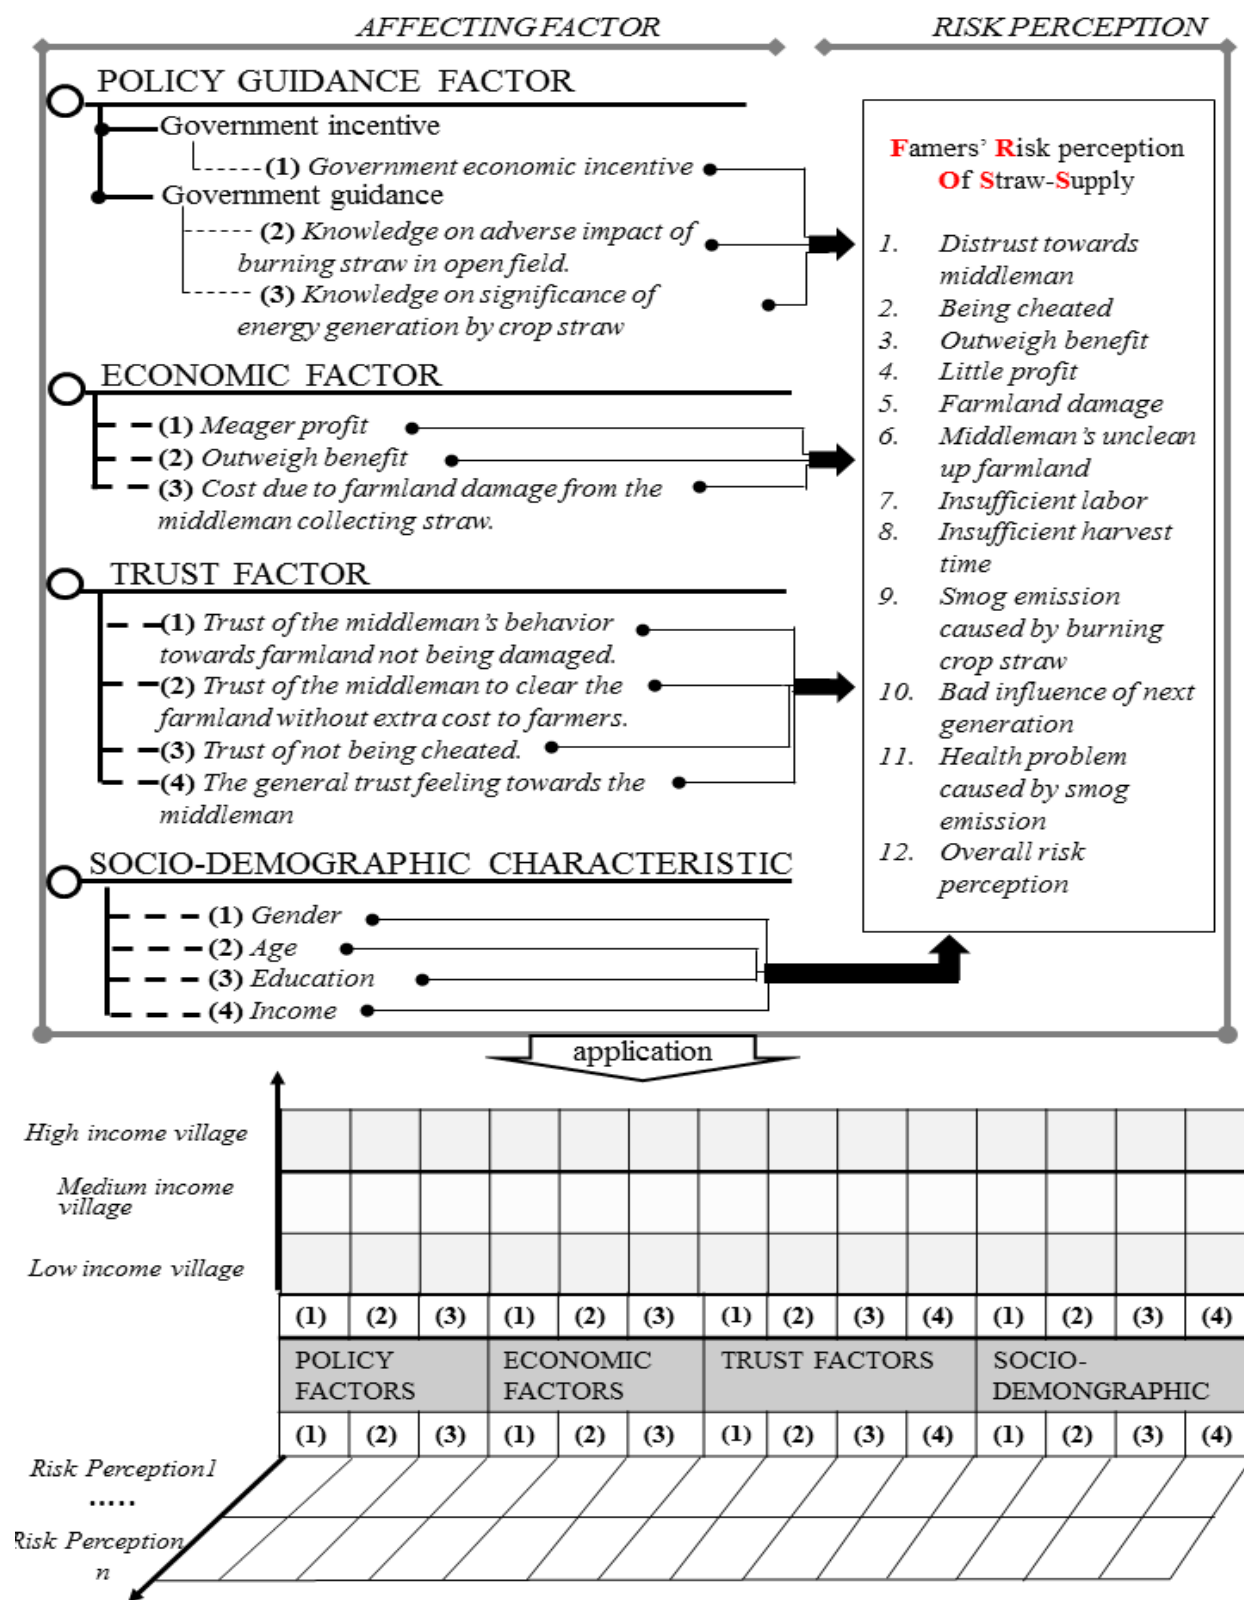 AFFECTING FACTOR
RISK PERCEPTION
POLICY GUIDANCE FACTOR
Government incentive
(1) Government economic incentive
Government guidance
(2) Knowledge on adverse impact of
burning straw in open field.
(3) Knowledge on significance of
energy generation by crop straw
ECONOMIC FACTOR
(1) Meager profit
(2) Outweigh benefit
(3) Cost due to farmland damage from the
middleman collecting straw.
TRUST FACTOR
(1) Trust of the middleman's behavior
towards farmland not being damaged.
(2) Trust of the middleman to clear the
farmland without extra cost to farmers.
(3) Trust of not being cheated.
(4) The general trust feeling towards the
middleman
SOCIO-DEMOGRAPHIC CHARACTERISTIC
(1) Gender
(2) Age
(3) Education
(4) Income
Famers' Risk perception
Of Straw-Supply
1. Distrust towards
middleman
2. Being cheated
3. Outweigh benefit
4. Little profit
5. Farmland damage
6. Middleman's unclean
up farmland
7. Insufficient labor
8. Insufficient harvest
time
9. Smog emission
caused by burning
crop straw
10. Bad influence of next
generation
11. Health problem
caused by smog
emission
12. Overall risk
perception
application
High income village
Medium income
village
Low income village
(1) (2) (3) (1) (2) (3) (1) (2) (3) (4) (1) (2) (3) (4)
POLICY
FACTORS
ECONOMIC
FACTORS
TRUST FACTORS
SOCIO-
DEMONGRAPHIC
(1) (2) (3) (1) (2) (3) (1) (2) (3) (4) (1) (2) (3) (4)
Risk Perception1
.....
Risk Perception
n